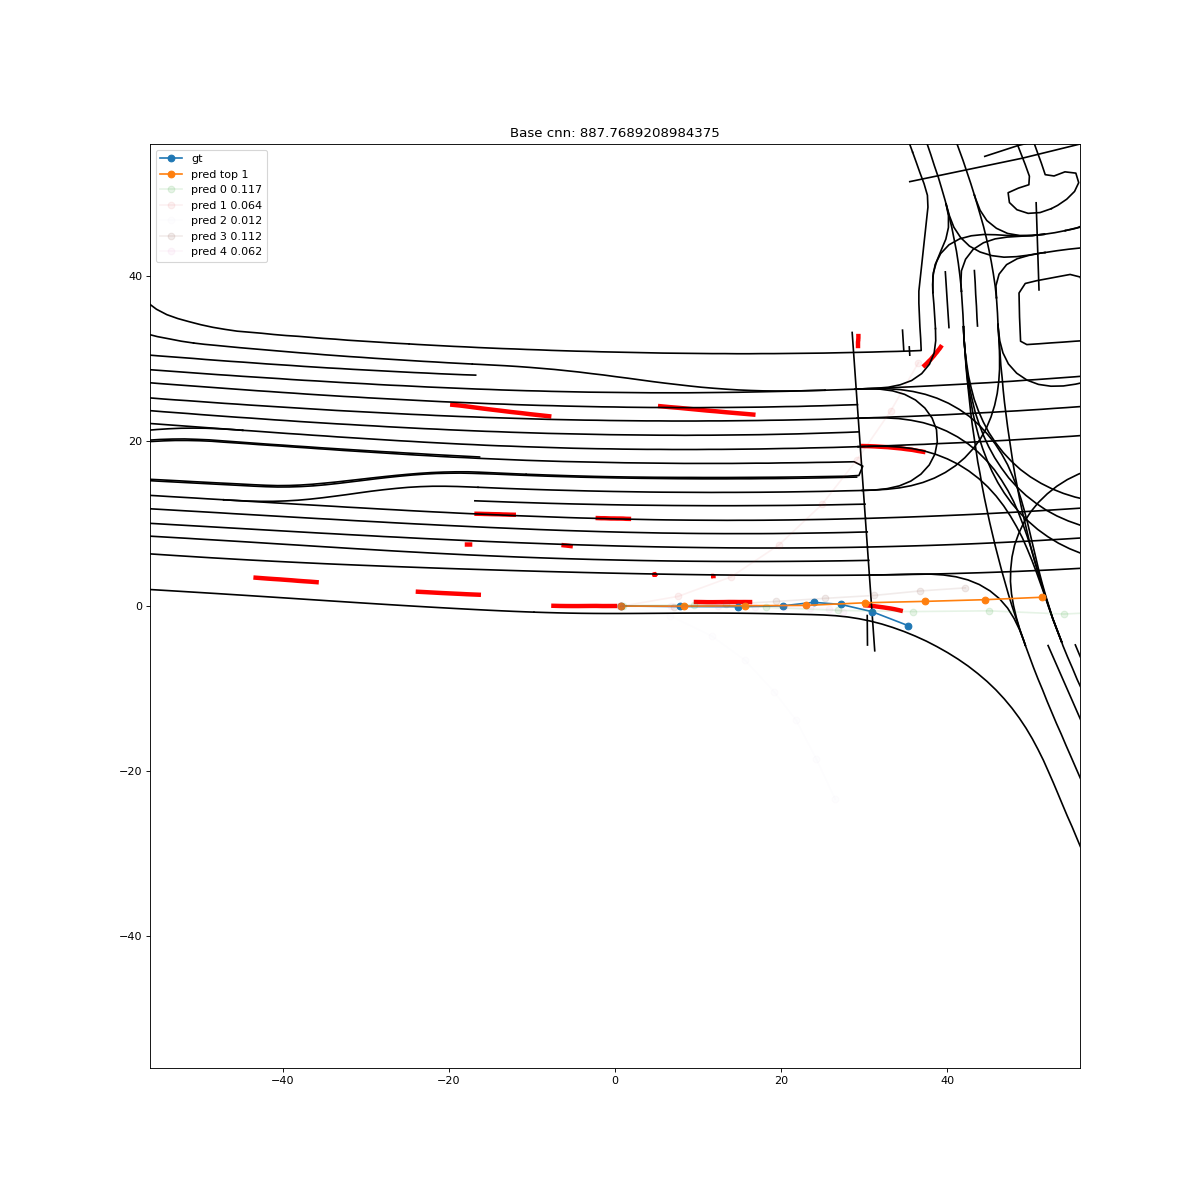 Base cnn: 887.7689208984375
gt
pred top 1
pred 0 0.117
pred 1 0.064
pred 2 0.012
pred 3 0.112
pred 4 0.062
40
20
0
−20
−40
−40
−20
0
20
40